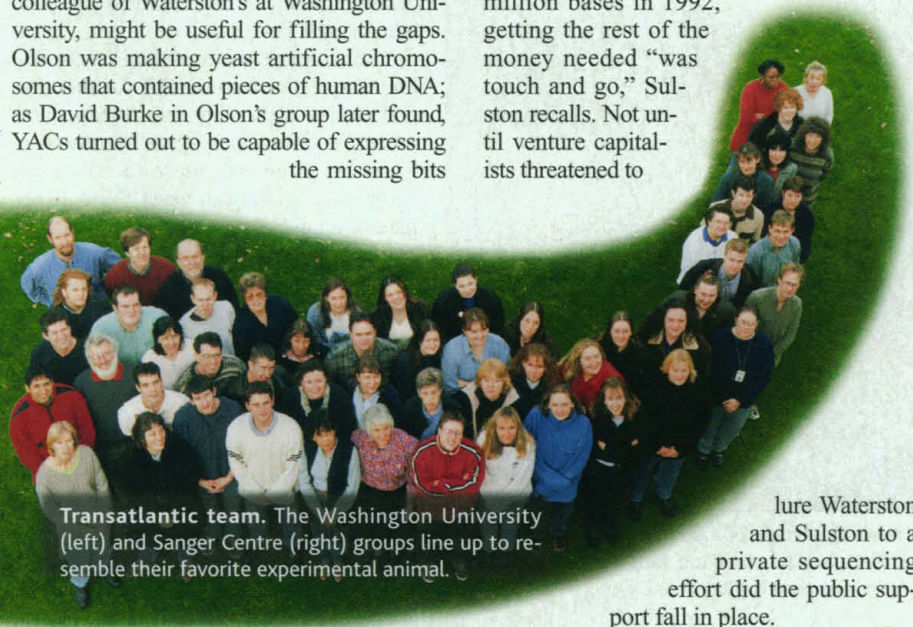 colleague of Waterston's at Washington Uni-
versity, might be useful for filling the gaps.
Olson was making yeast artificial chromo-
somes that contained pieces of human DNA;
as David Burke in Olson's group later found,
YACs turned out to be capable of expressing
the missing bits
million bases in 1992,
getting the rest of the
money needed “was
touch and go,” Sul-
ston recalls. Not un-
til venture capital-
ists threatened to
lure Waterston
and Sulston to a
private sequencing
effort did the public sup-
port fall in place.
Transatlantic team. The Washington University
(left) and Sanger Centre (right) groups line up to re-
semble their favorite experimental animal.